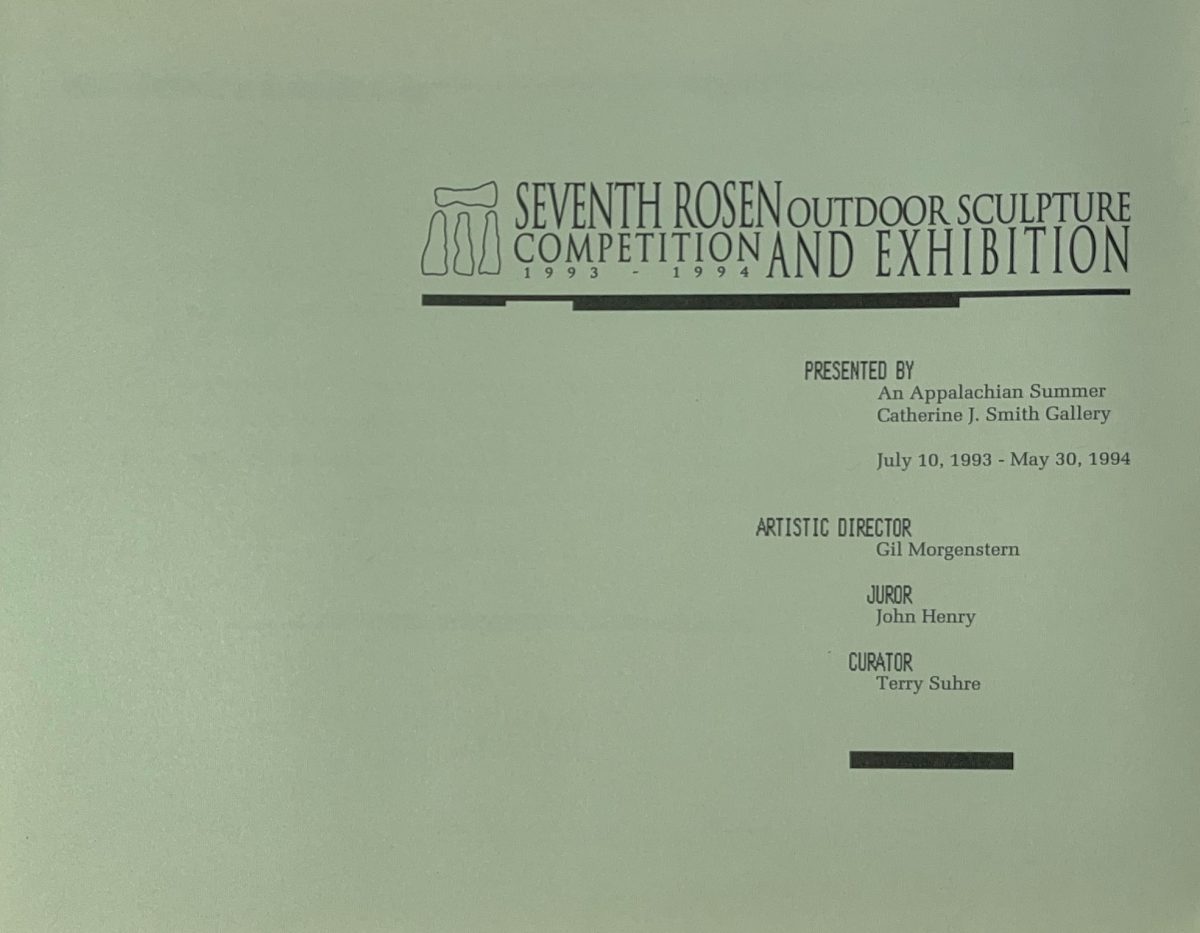 SEVENTH ROSEN OUTDOOR SCULPTURE
COMPETITION AND EXHIBITION
1993 - 1994
PRESENTED BY
An Appalachian Summer
Catherine J. Smith Gallery
July 10, 1993 - May 30, 1994
ARTISTIC DIRECTOR
Gil Morgenstern
JUROR
John Henry
CURATOR
Terry Suhre